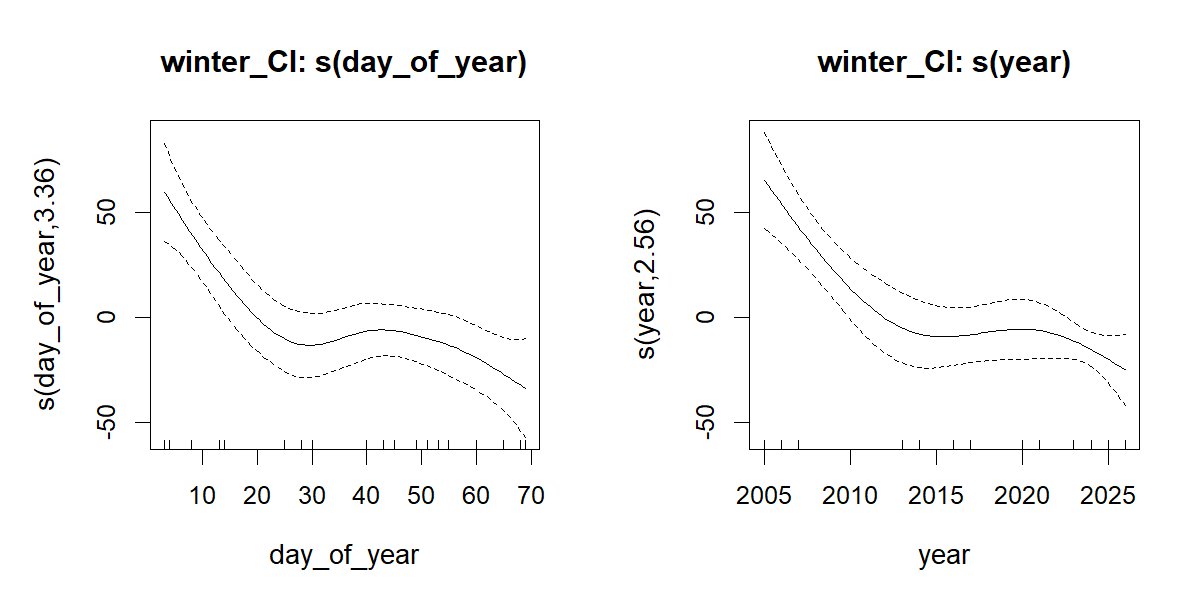 winter_CI: s(day_of_year)
s(day_of_year,3.36)
50
0
-50
10 20 30 40 50 60 70
day_of_year
winter_CI: s(year)
s(year,2.56)
50
0
-50
2005 2010 2015 2020 2025
year